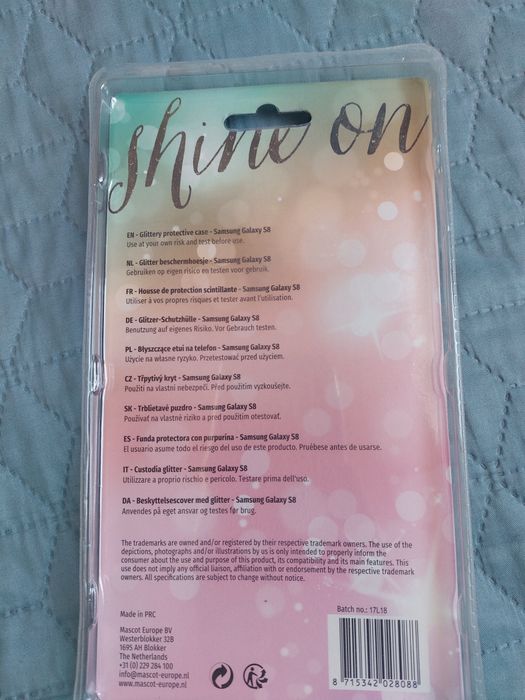 shine on
EN - Glittery protective case - Samsung Galaxy S8
Use at your own risk and test before use.
NL - Glitter beschermhoesje - Samsung Galaxy S8
Gebruiken op eigen risico en testen voor gebruik.
FR - Housse de protection scintillante - Samsung Galaxy S8
Utiliser à vos propres risques et tester avant l'utilisation.
DE - Glitzer-Schutzhülle - Samsung Galaxy S8
Benutzung auf eigenes Risiko. Vor Gebrauch testen.
PL - Błyszczące etui na telefon - Samsung Galaxy S8
Użycie na własne ryzyko. Przetestować przed użyciem.
CZ - Třpytivý kryt - Samsung Galaxy S8
Použití na vlastní nebezpečí. Před použitím vyzkoušejte.
SK - Trblietavé puzdro - Samsung Galaxy S8
Používať na vlastné riziko a pred použitím otestovať.
ES - Funda protectora con purpurina - Samsung Galaxy S8
El usuario asume todo el riesgo del uso de este producto. Pruébese antes de usarse.
IT - Custodia glitter - Samsung Galaxy S8
Utilizzare a proprio rischio e pericolo. Testare prima dell'uso.
DA - Beskyttelsescover med glitter - Samsung Galaxy S8
Anvendes på eget ansvar og testes før brug.
The trademarks are owned and/or registered by their respective trademark owners. The use of the
depictions, photographs and/or illustrations by us is only intended to properly inform the
consumer about the use and purpose of this product, its compatibility and its main features. This
use does not imply any official liaison, affiliation with or endorsement by the respective trademark
owners. All specifications are subject to change without notice.
Made in PRC
Batch no.: 17L18
Mascot Europe BV
Westerblokker 32B
1695 AH Blokker
The Netherlands
+31 (0) 229 284 100
info@mascot-europe.nl
www.mascot-europe.nl
8 715342 028088